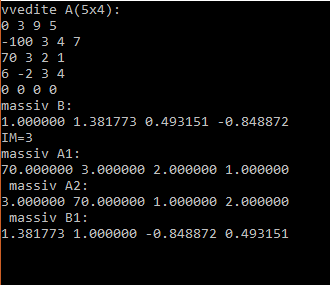 vvedite A(5x4):
0 3 9 5
-100 3 4 7
70 3 2 1
6 -2 3 4
0 0 0 0
massiv B:
1.000000 1.381773 0.493151 -0.848872
IM=3
massiv A1:
70.000000 3.000000 2.000000 1.000000
massiv A2:
3.000000 70.000000 1.000000 2.000000
massiv B1:
1.381773 1.000000 -0.848872 0.493151